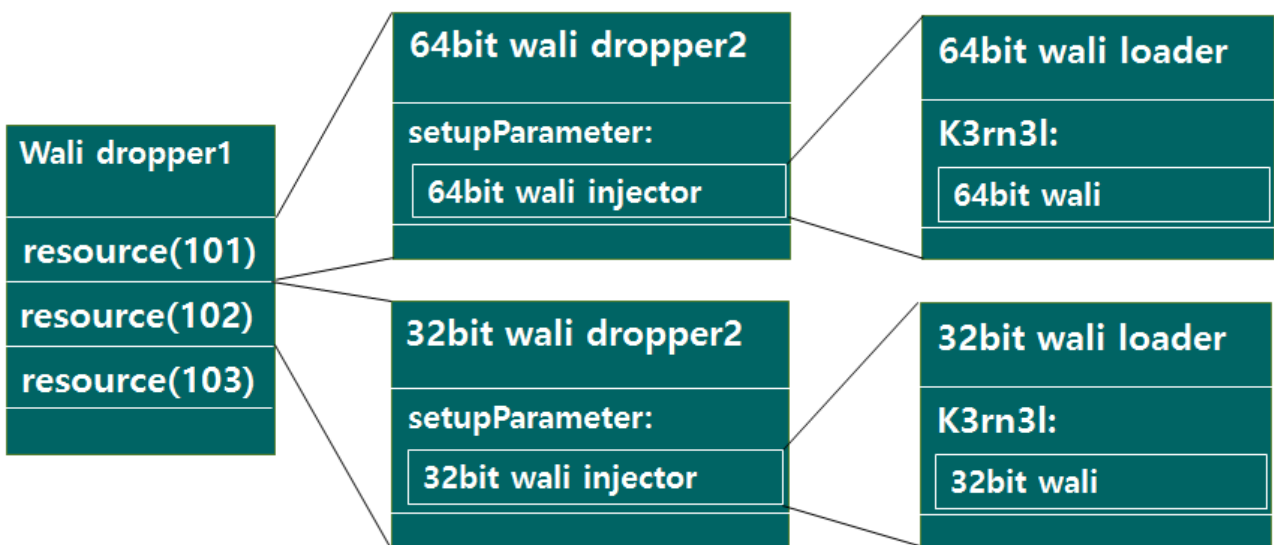 Wali dropper1
resource(101)
resource(102)
resource(103)
64bit wali dropper2
setupParameter:
64bit wali injector
64bit wali loader
K3rn3l:
64bit wali
32bit wali dropper2
setupParameter:
32bit wali injector
32bit wali loader
K3rn3l:
32bit wali